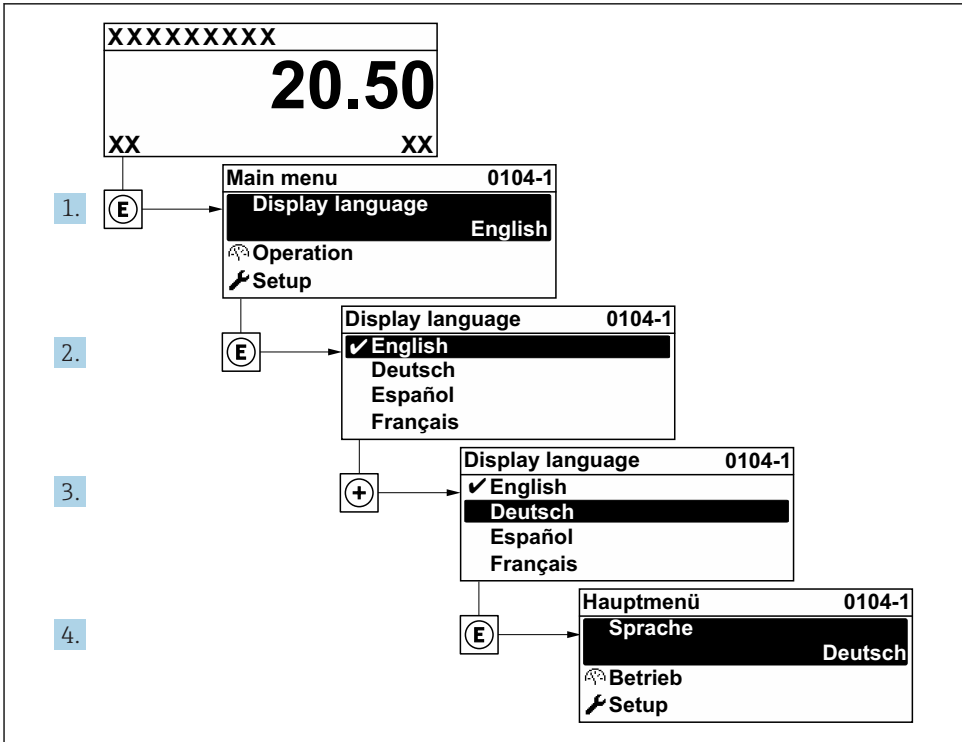 XXXXXXXXX
20.50
XX XX
1.
E
Main menu 0104-1
Display language
English
Operation
Setup
2.
E
Display language 0104-1
✔ English
Deutsch
Español
Français
3.
+
Display language 0104-1
✔ English
Deutsch
Español
Français
4.
E
Hauptmenü 0104-1
Sprache
Deutsch
Betrieb
Setup